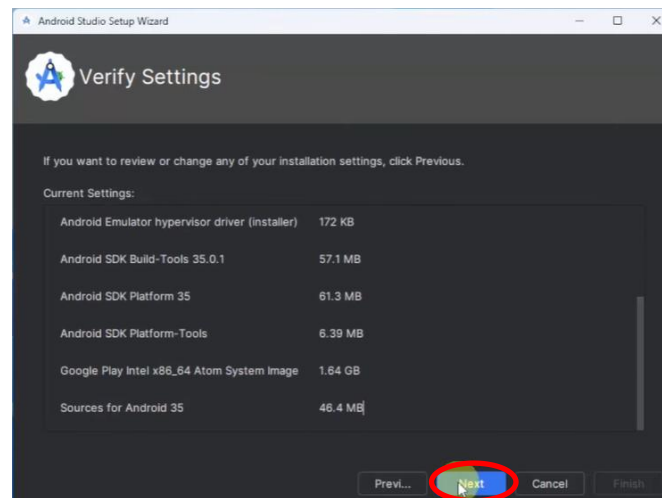 Android Studio Setup Wizard
Verify Settings
If you want to review or change any of your installation settings, click Previous.
Current Settings:
Android Emulator hypervisor driver (installer) 172 KB
Android SDK Build-Tools 35.0.1 57.1 MB
Android SDK Platform 35 61.3 MB
Android SDK Platform-Tools 6.39 MB
Google Play Intel x86_64 Atom System Image 1.64 GB
Sources for Android 35 46.4 MB
Previ... Next Cancel Finish